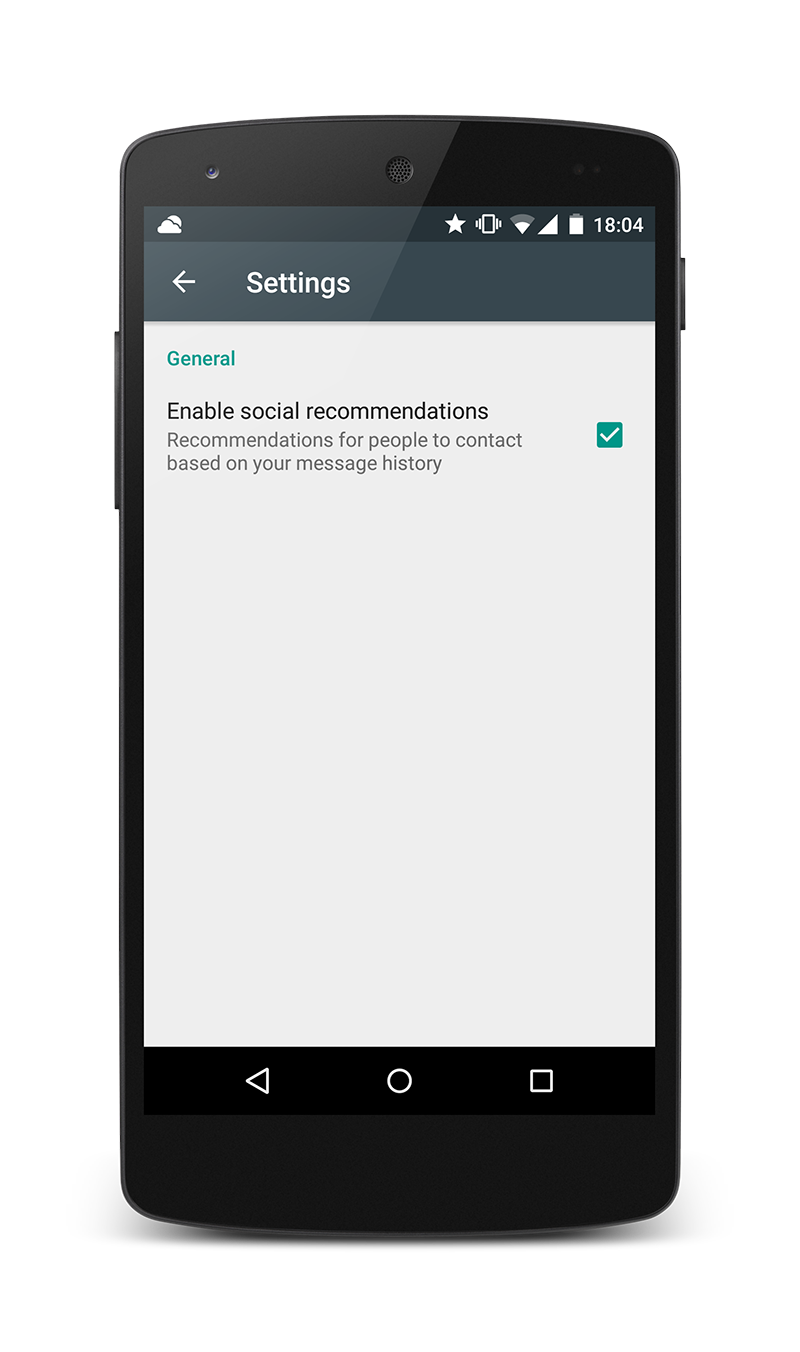 18:04
Settings
General
Enable social recommendations
Recommendations for people to contact
based on your message history